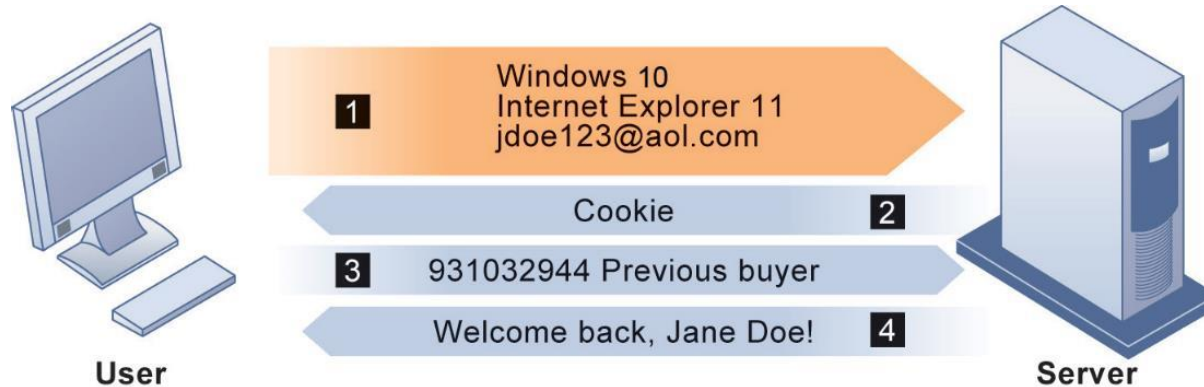 1
Windows 10
Internet Explorer 11
jdoe123@aol.com
Cookie 2
3 931032944 Previous buyer
Welcome back, Jane Doe! 4
User
Server